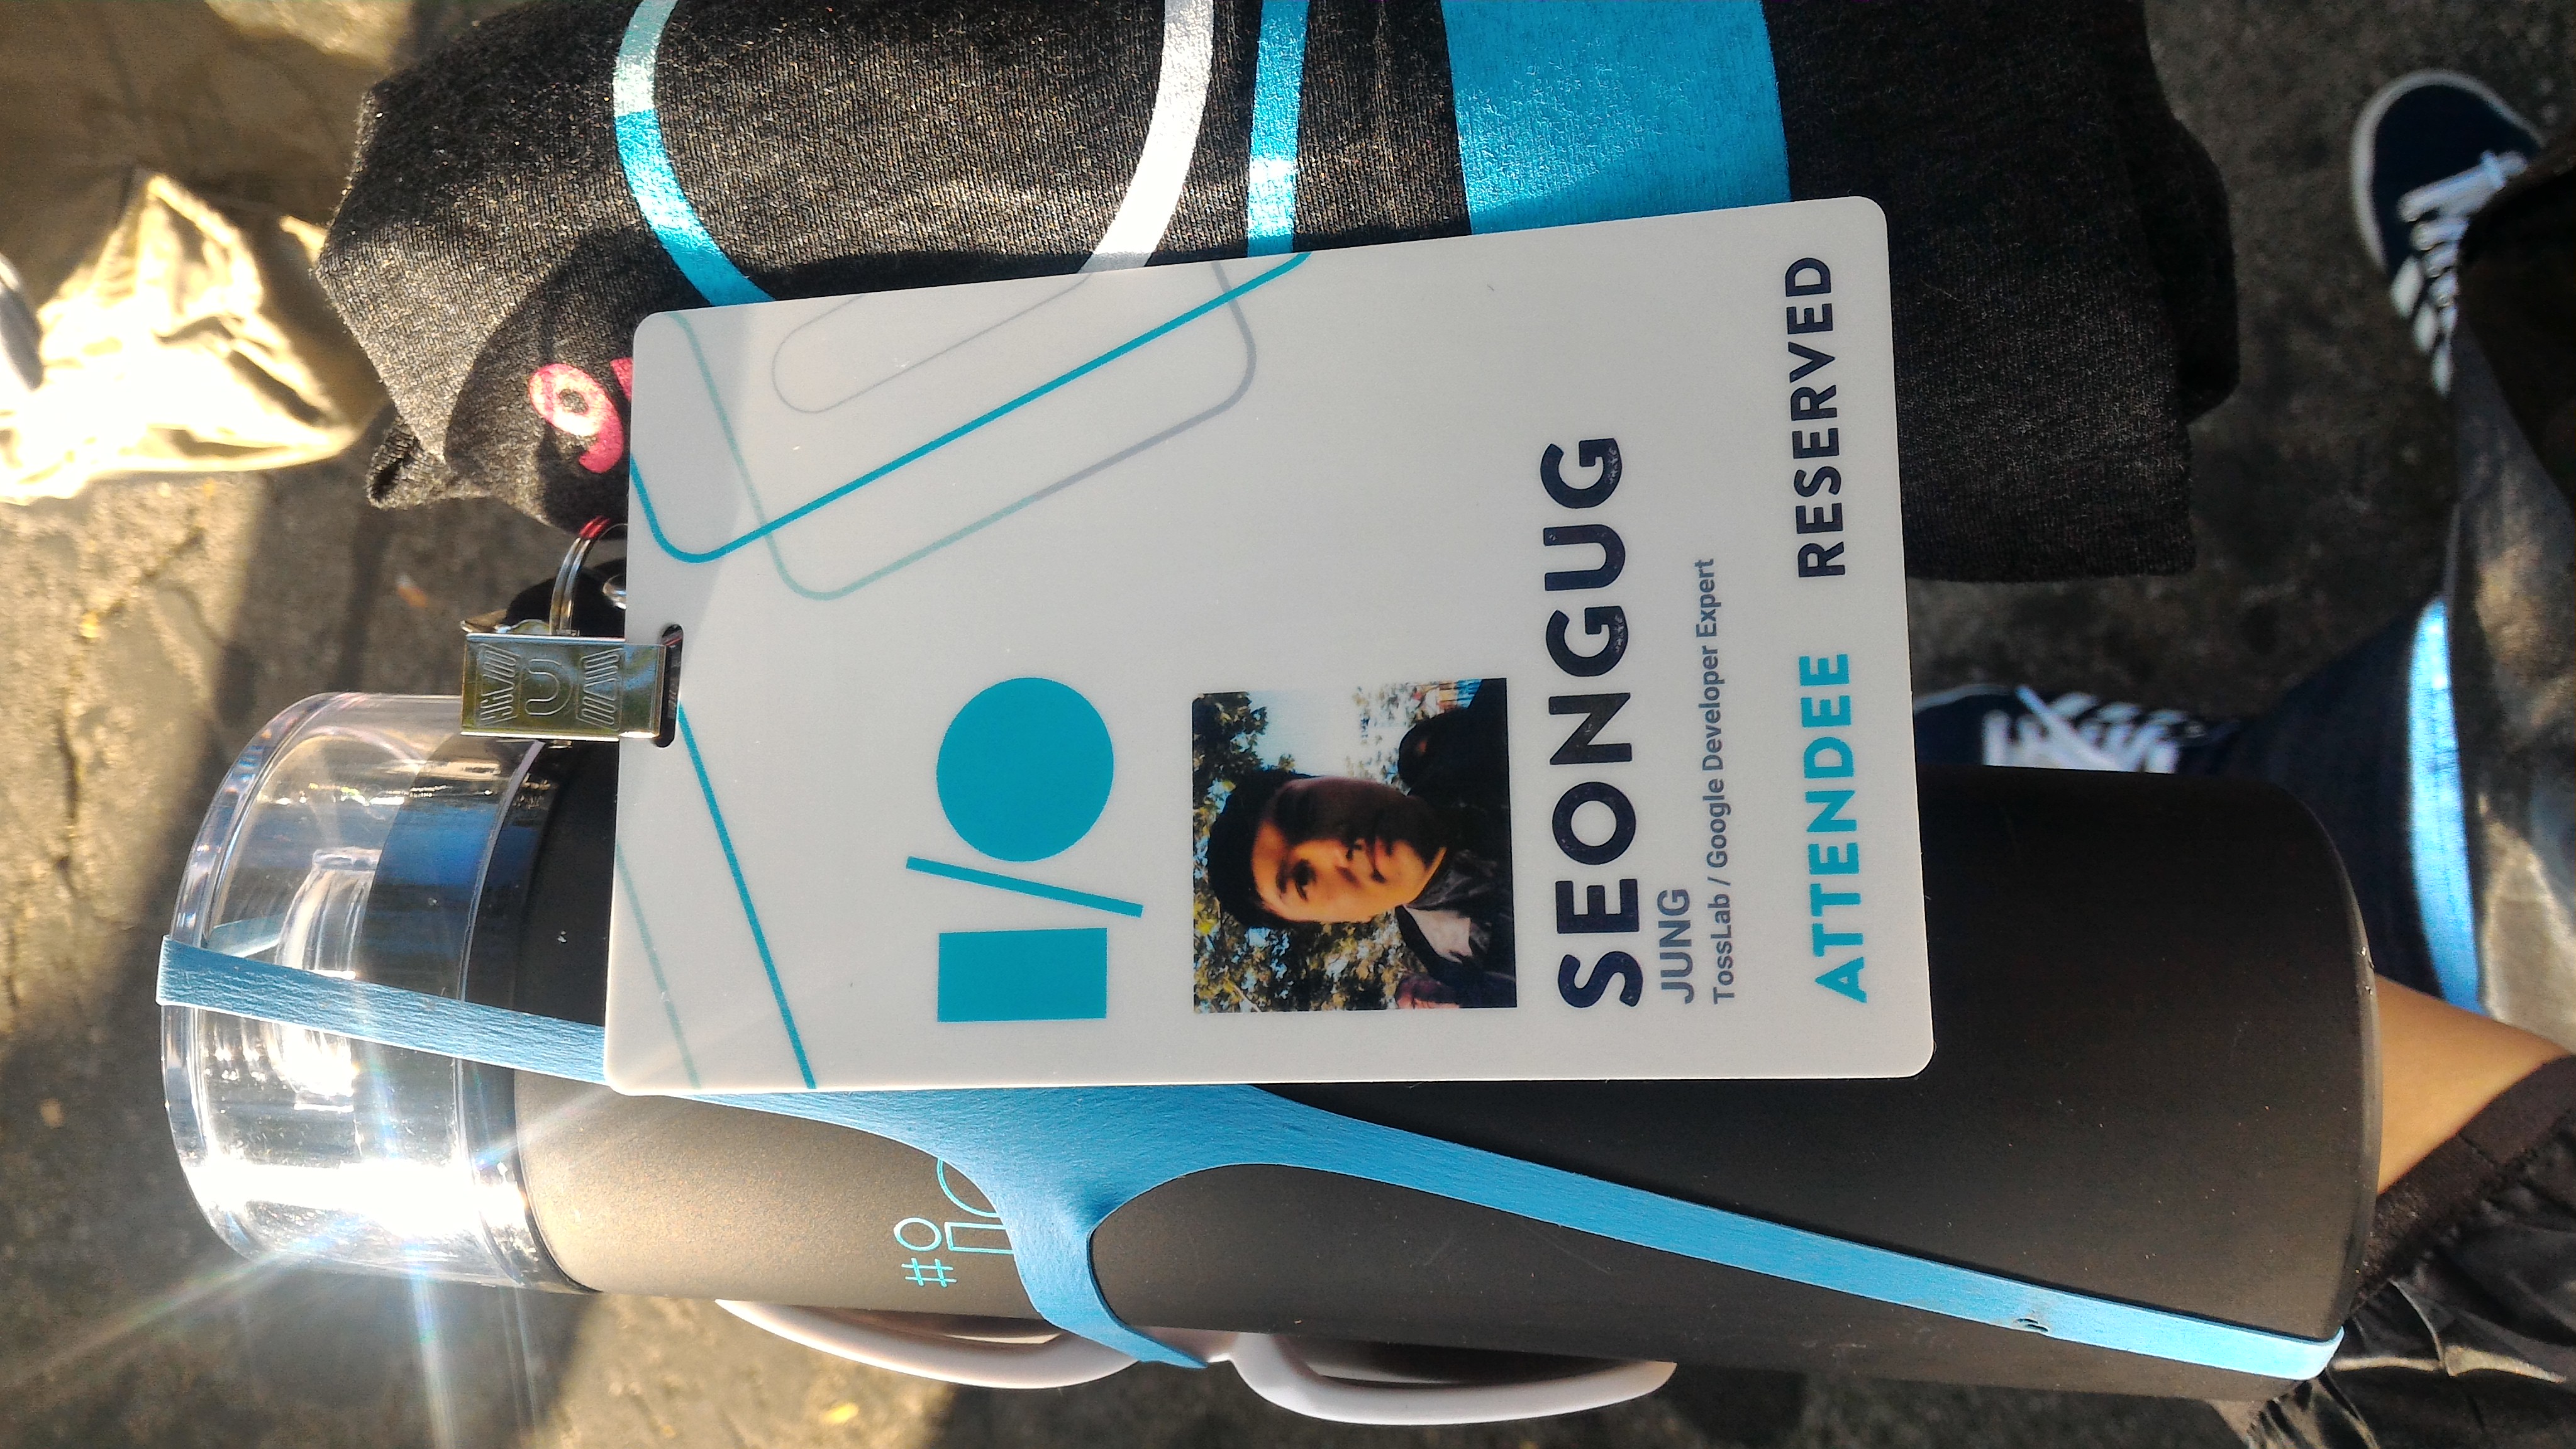 #io
I/O
SEONGUG
JUNG
TossLab / Google Developer Expert
ATTENDEE RESERVED